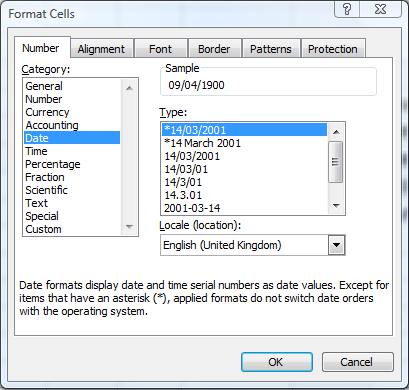 Format Cells
Number
Alignment
Font
Border
Patterns
Protection
Category:
General
Number
Currency
Accounting
Date
Time
Percentage
Fraction
Scientific
Text
Special
Custom
Sample
09/04/1900
Type:
*14/03/2001
*14 March 2001
14/03/2001
14/03/01
14/3/01
14.3.01
2001-03-14
Locale (location):
English (United Kingdom)
Date formats display date and time serial numbers as date values. Except for
items that have an asterisk (*), applied formats do not switch date orders
with the operating system.
OK
Cancel